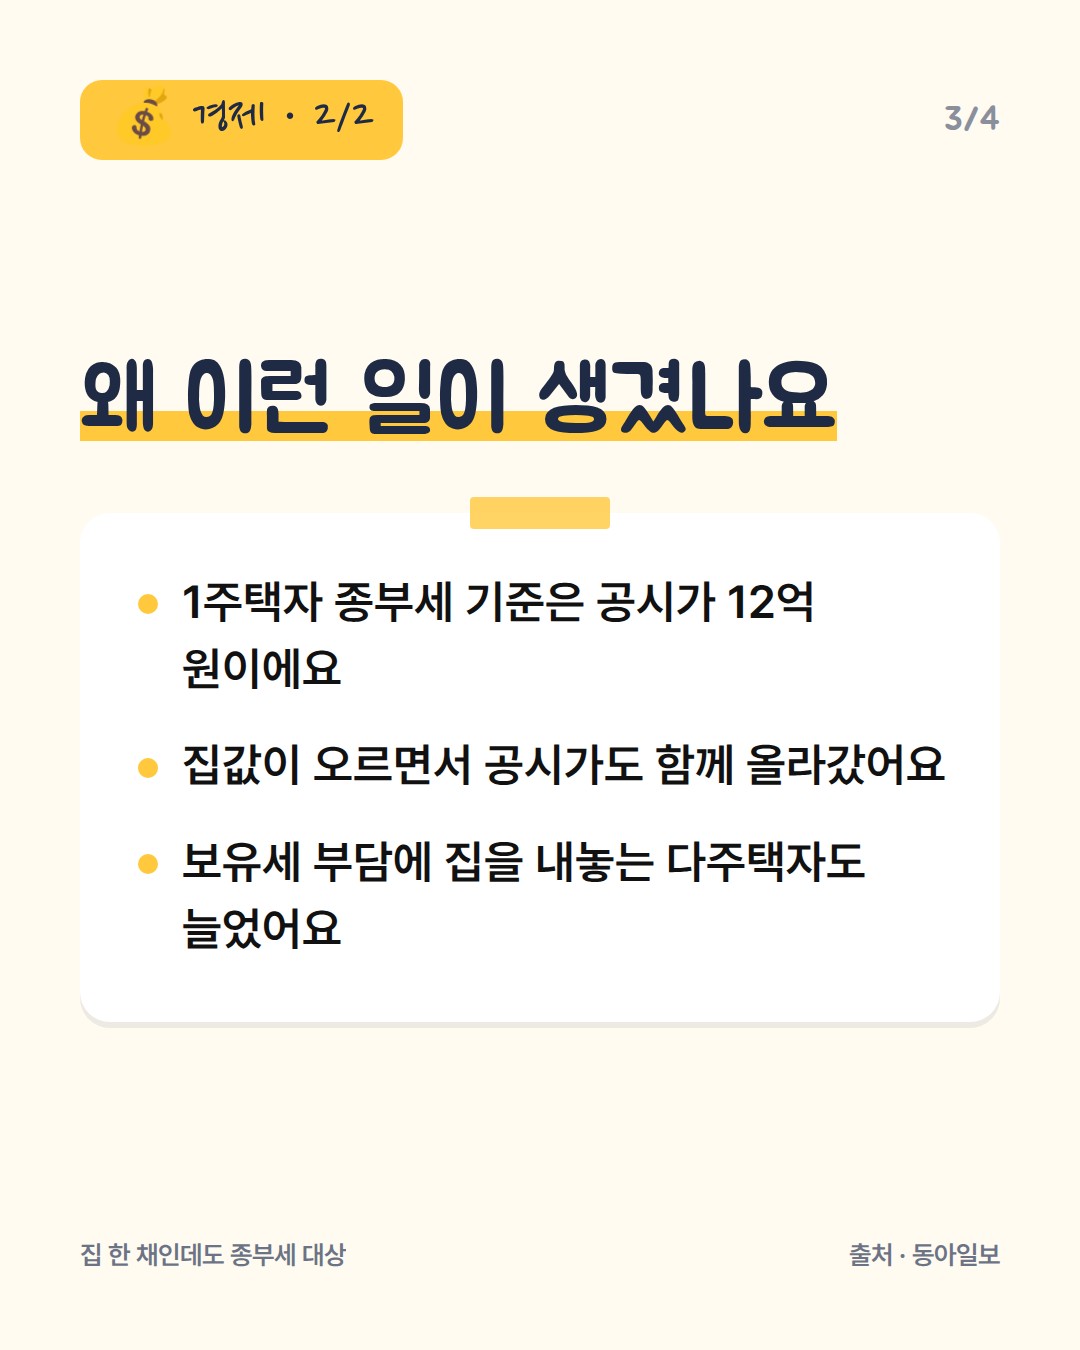 경제 · 2/2
3/4
왜 이런 일이 생겼나요
1주택자 종부세 기준은 공시가 12억
원이에요
집값이 오르면서 공시가도 함께 올라갔어요
보유세 부담에 집을 내놓는 다주택자도
늘었어요
집 한 채인데도 종부세 대상
출처 · 동아일보